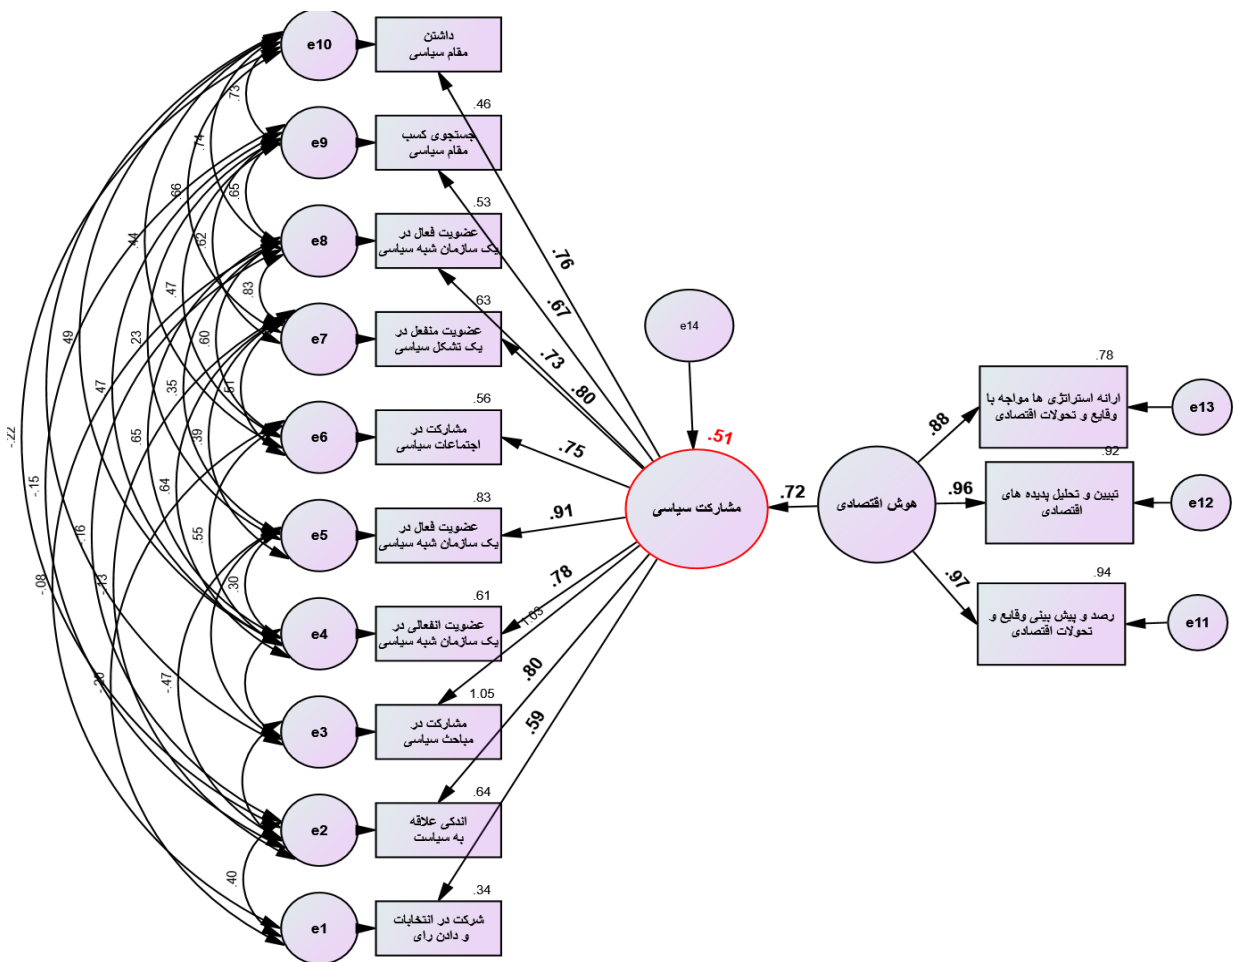 e10
داشتن
مقام سیاسی
.73
.46
e9
جستجوی کسب
مقام سیاسی
.74
.65
.66
.53
e8
عضویت فعال در
یک سازمان شبه سیاسی
.76
.62
.44
.83
.47
.67
.63
e7
عضویت منفعل در
یک تشکل سیاسی
e14
.73
.80
.49
.23
.60
.47
.35
.51
.56
e6
مشارکت در
اجتماعات سیاسی
.75
.51
.78
ارائه استراتژی ها مواجه با
وقایع و تحولات اقتصادی
e13
.88
-.22
.65
.39
-.15
.64
.83
e5
عضویت فعال در
یک سازمان شبه سیاسی
.91
مشارکت سیاسی
.72
هوش اقتصادی
.96
.92
تبیین و تحلیل پدیده های
اقتصادی
e12
.16
.55
-.08
-.13
.30
.61
e4
عضویت انفعالی در
یک سازمان شبه سیاسی
.78
1.03
.97
.94
رصد و پیش بینی وقایع و
تحولات اقتصادی
e11
-.20
-.47
1.05
e3
مشارکت در
مباحث سیاسی
.80
.59
.64
e2
اندکی علاقه
به سیاست
.40
.34
e1
شرکت در انتخابات
و دادن رای